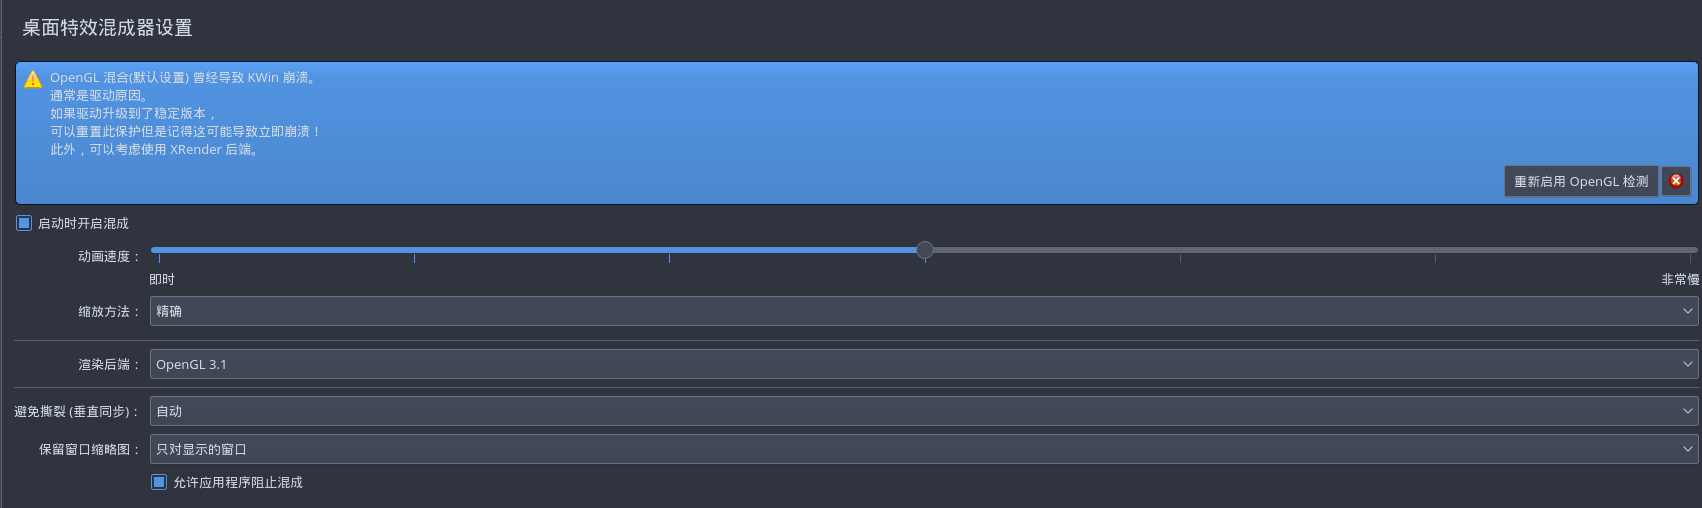 桌面特效混成器设置
OpenGL 混合(默认设置) 曾经导致 KWin 崩溃。
通常是驱动原因。
如果驱动升级到了稳定版本，
可以重置此保护但是记得这可能导致立即崩溃！
此外，可以考虑使用 XRender 后端。
重新启用 OpenGL 检测
启动时开启混成
动画速度：
即时 非常慢
缩放方法： 精确
渲染后端： OpenGL 3.1
避免撕裂 (垂直同步)： 自动
保留窗口缩略图： 只对显示的窗口
允许应用程序阻止混成